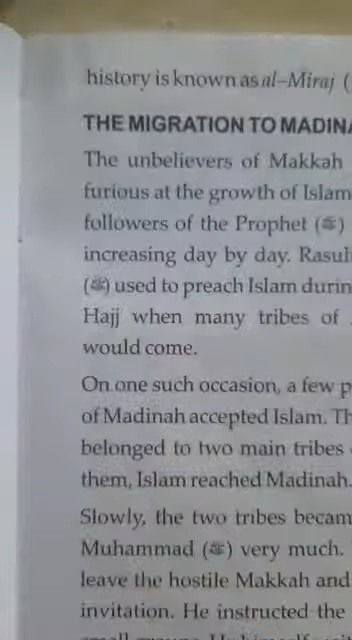 history is known as al–Miraj (
THE MIGRATION TO MADINA
The unbelievers of Makkah
furious at the growth of Islam
followers of the Prophet (ﷺ)
increasing day by day. Rasul
(ﷺ) used to preach Islam durin
Hajj when many tribes of
would come.
On one such occasion, a few p
of Madinah accepted Islam. Th
belonged to two main tribes
them, Islam reached Madinah.
Slowly, the two tribes becam
Muhammad (ﷺ) very much.
leave the hostile Makkah and
invitation. He instructed the